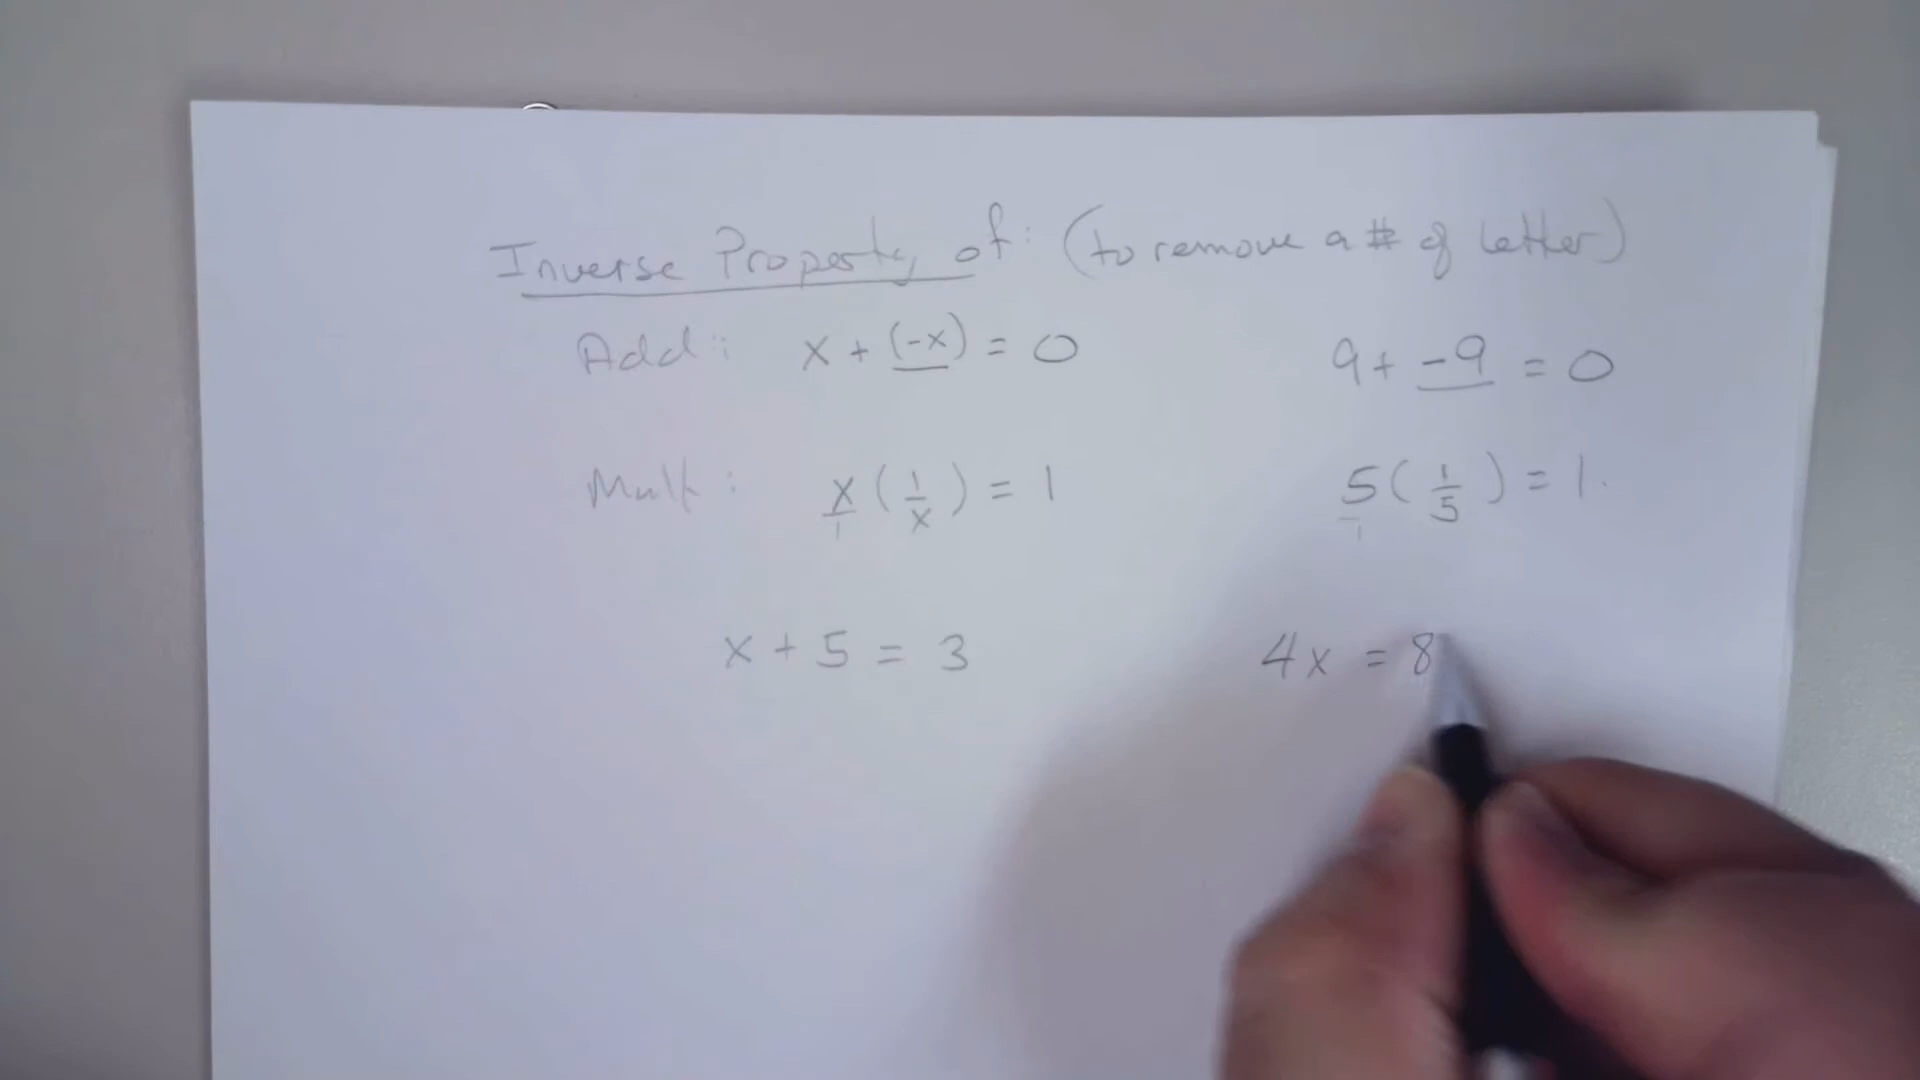 Inverse Property of: (to remove a # of letter)
Add: x + (-x) = 0 9 + -9 = 0
Mult: x/1 (1/x) = 1 5/1 (1/5) = 1.
x + 5 = 3 4x = 8